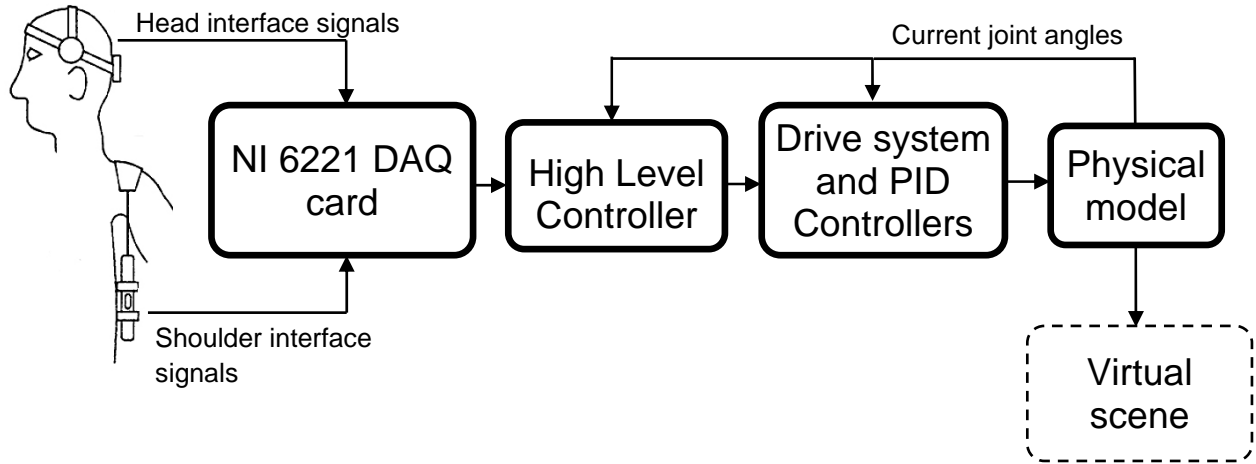 Head interface signals
Current joint angles
NI 6221 DAQ
card
High Level
Controller
Drive system
and PID
Controllers
Physical
model
Shoulder interface
signals
Virtual
scene